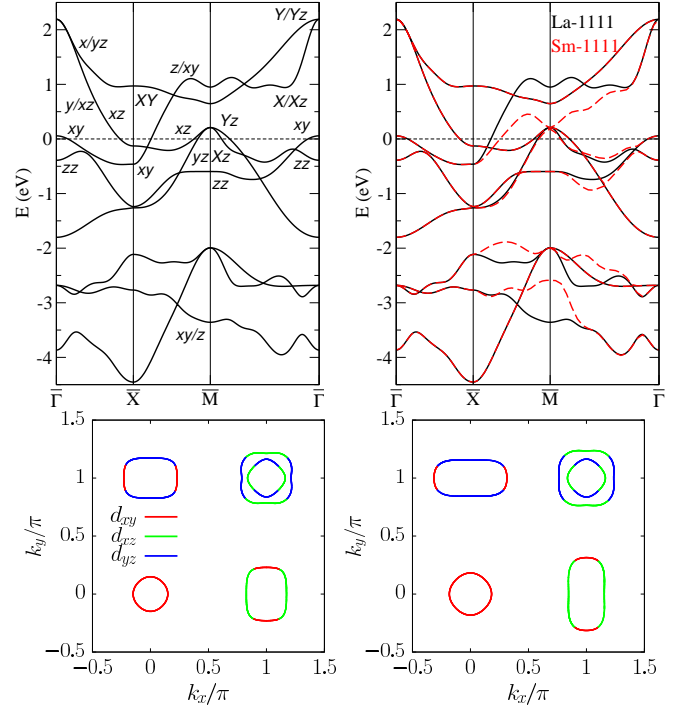 2
1
0
-1
-2
-3
-4
E (eV)
x/yz
Y/Yz
z/xy
y/xz
xz
XY
X/Xz
xy
zz
xy
xz
Yz
yz
Xz
zz
xy
xy/z
Γ̅
X̅
M̅
Γ̅
2
1
0
-1
-2
-3
-4
E (eV)
La-1111
Sm-1111
Γ̅
X̅
M̅
Γ̅
1.5
1
0.5
0
−0.5
k_y/π
d_xy
d_xz
d_yz
−0.5
0
0.5
1
1.5
k_x/π
1.5
1
0.5
0
−0.5
k_y/π
−0.5
0
0.5
1
1.5
k_x/π